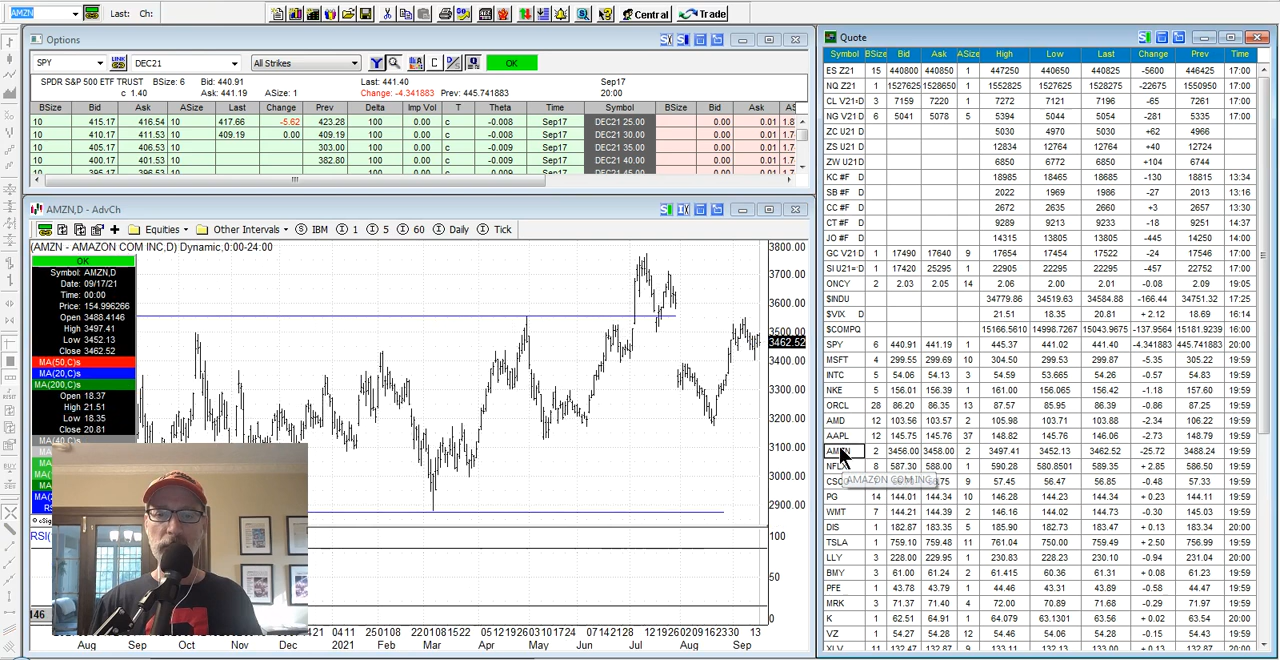 AMZN Last: Ch: Central Trade
Options
SPY LINK DEC21 All Strikes C OK
SPDR S&P 500 ETF TRUST BSize: 6 Bid: 440.91 Last: 441.40 Sep17
c 1.40 Ask: 441.19 ASize: 1 Change: -4.341883 Prev: 445.741883 20:00
BSize Bid Ask ASize Last Change Prev Delta Imp Vol T Theta Time Symbol BSize Bid Ask AS
10 415.17 416.54 10 417.66 -5.62 423.28 100 c -0.008 Sep17 DEC21 25.00 0.00 0.01 1.8
10 410.17 411.53 10 409.19 0.00 409.19 100 c -0.008 Sep17 DEC21 30.00 0.00 0.01
10 405.17 406.53 10 303.00 100 c -0.009 Sep17 DEC21 35.00 0.00 0.01
10 400.17 401.53 10 382.80 100 c -0.009 Sep17 DEC21 40.00 0.00 0.01
AMZN,D - AdvCh
Equities Other Intervals IBM 1 5 60 Daily Tick
(AMZN - AMAZON COM INC,D) Dynamic,0:00-24:00
OK
Symbol: AMZN,D
Date: 09/17/21
Time: 00:00
Price: 154.996266
Open 3488.4146
High 3497.41
Low 3452.13
Close 3462.52
MA(50,C)s
MA(20,C)s
MA(200,C)s
Open 18.37
High 21.51
Low 18.35
Close 20.81
MA(40,C)s
RSI(
146
3800.00
3700.00
3600.00
3500.00
3462.52
3400.00
3300.00
3200.00
3100.00
3000.00
2900.00
100
50
0
Aug Sep Oct Nov Dec 2021 Feb Mar Apr May Jun Jul Aug Sep
Quote
Symbol BSize Bid Ask ASize High Low Last Change Prev Time
ES Z21 15 440800 440850 1 447250 440650 440825 -5600 446425 17:00
NQ Z21 1 1527625 1528650 1 1552825 1527625 1528275 -22675 1550950 17:00
CL V21 D 3 7159 7220 1 7272 7121 7196 -65 7261 17:00
NG V21 D 6 5041 5078 5 5394 5044 5054 -281 5335 17:00
ZC U21 D 5030 4970 5030 +62 4966
ZS U21 D 12834 12764 12764 +40 12724
ZW U21 D 6850 6772 6850 +104 6744
KC #F D 18985 18465 18685 -130 18815 13:34
SB #F D 2022 1969 1986 -27 2013 13:16
CC #F D 2672 2635 2660 +3 2657 13:31
CT #F D 9289 9213 9233 -18 9251 14:37
JO #F D 14315 13805 13805 -445 14250 14:00
GC V21 D 1 17490 17640 9 17654 17454 17522 -24 17546 17:00
SI U21= D 1 17420 25295 1 22905 22295 22295 -457 22752 17:00
ONCY 2 2.03 2.05 14 2.06 2.00 2.01 -0.08 2.09 19:05
$INDU 34779.86 34519.63 34584.88 -166.44 34751.32 17:25
$VIX D 21.51 18.35 20.81 + 2.12 18.69 16:14
$COMPQ 15166.5610 14998.7267 15043.9675 -137.9564 15181.9239 16:00
SPY 6 440.91 441.19 1 445.37 441.02 441.40 -4.341883 445.741883 20:00
MSFT 4 299.55 299.69 10 304.50 299.53 299.87 -5.35 305.22 19:59
INTC 5 54.06 54.13 3 54.59 53.665 54.26 -0.57 54.83 19:59
NKE 5 156.01 156.39 1 161.00 156.065 156.42 -1.18 157.60 19:59
ORCL 28 86.20 86.35 13 87.57 85.95 86.39 -0.86 87.25 19:59
AMD 12 103.56 103.57 2 105.98 103.71 103.88 -2.34 106.22 19:59
AAPL 12 145.75 145.76 37 148.82 145.76 146.06 -2.73 148.79 19:59
2 3456.00 3458.00 2 3497.41 3452.13 3462.52 -25.72 3488.24 19:59
8 587.30 588.00 1 590.28 580.8501 589.35 + 2.85 586.50 19:59
AMAZON COM INC
9 57.45 56.47 56.85 -0.48 57.33 19:59
PG 14 144.01 144.34 10 146.28 144.23 144.34 + 0.23 144.11 19:59
WMT 7 144.21 144.39 2 146.16 144.02 144.73 -0.30 145.03 19:59
DIS 1 182.87 183.35 5 185.90 182.73 183.47 + 0.13 183.34 20:00
TSLA 1 759.48 759.48 11 761.04 750.00 759.49 + 2.50 756.99 19:59
LLY 3 228.00 229.95 1 230.83 228.23 230.10 -0.94 231.04 20:00
BMY 3 61.00 61.24 2 61.415 60.36 61.31 + 0.08 61.23 19:59
PFE 4 43.78 43.79 1 44.46 43.31 43.89 19:59
MRK 3 71.37 71.40 4 72.00 70.89 71.68 -0.29 71.97 19:59
K 4 62.51 64.91 1 64.079 63.1301 63.56 + 0.02 63.54 20:00
VZ 1 54.27 54.28 12 54.46 54.06 54.28 -0.15 54.43 19:59